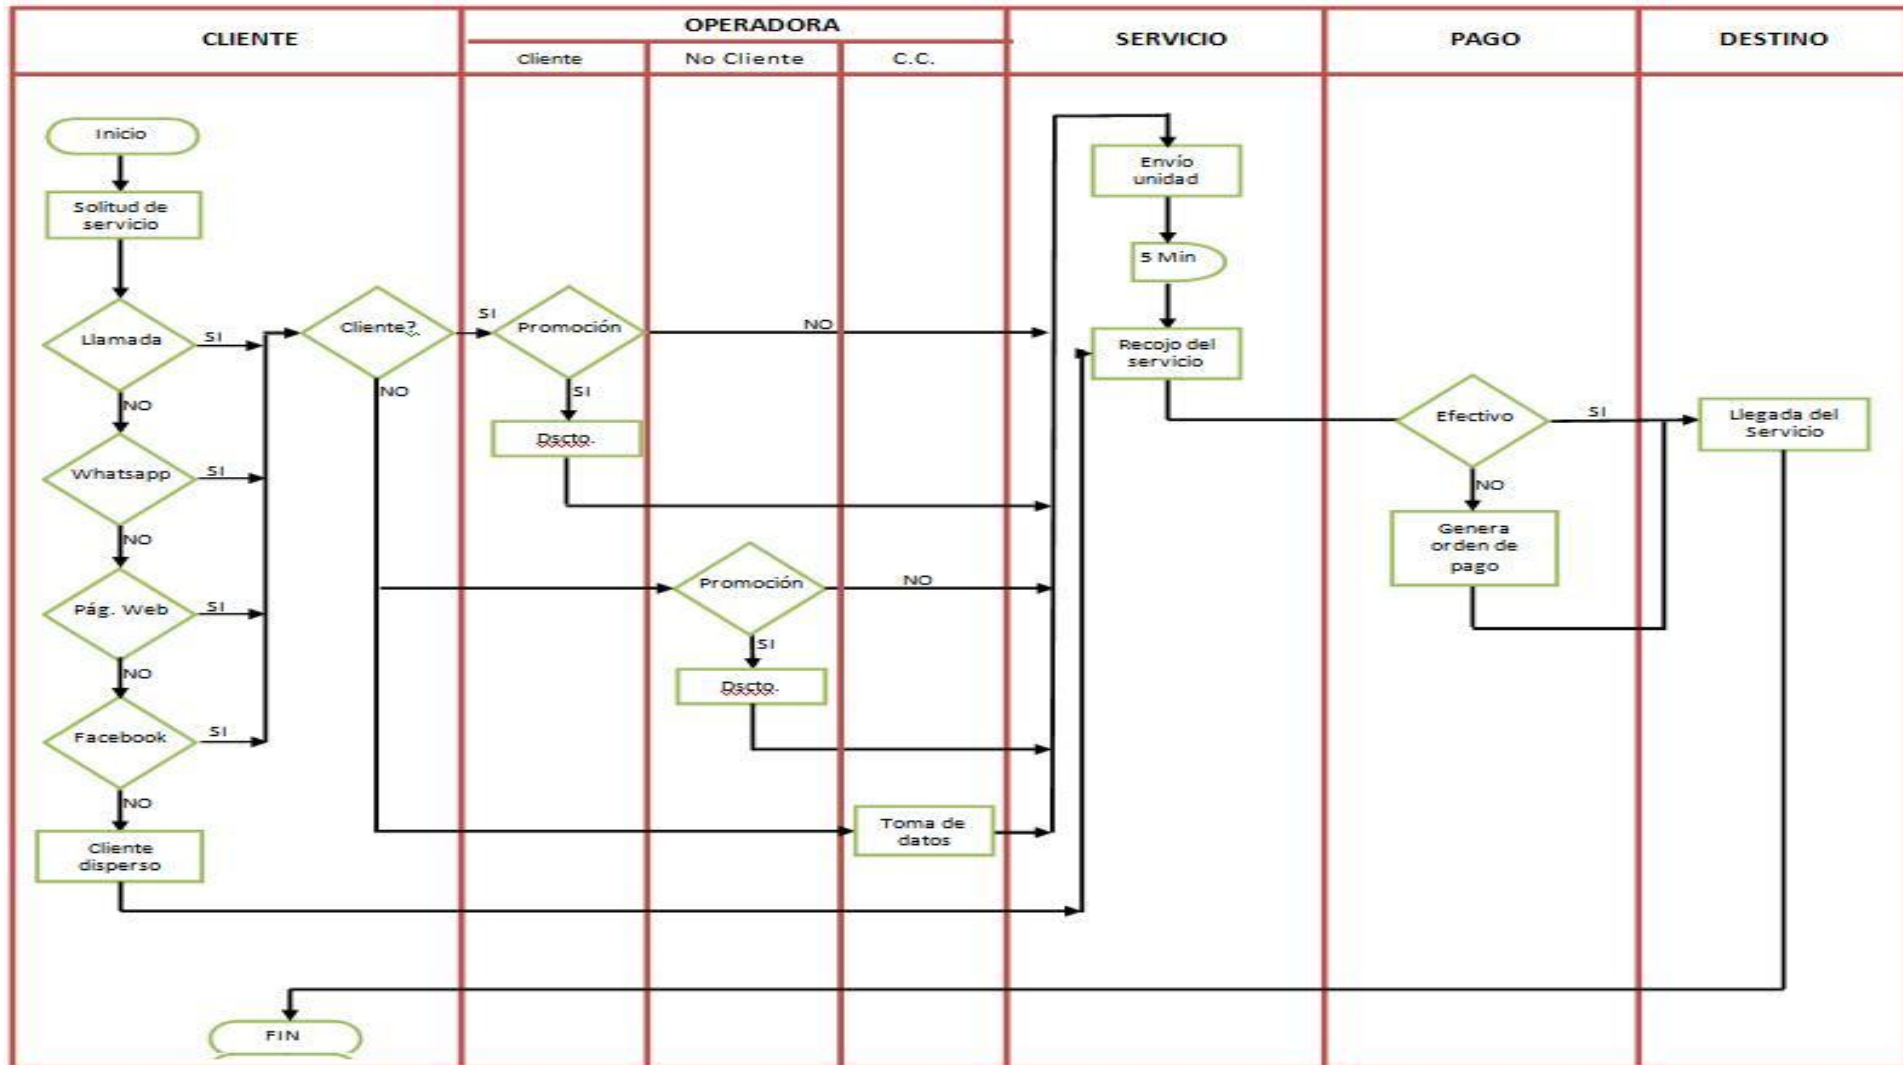 CLIENTE
OPERADORA
SERVICIO
PAGO
DESTINO
Cliente
No Cliente
C.C.
Inicio
Solitud de
servicio
Llamada
SI
NO
Whatsapp
SI
NO
Pág. Web
SI
NO
Facebook
SI
NO
Cliente
disperso
Cliente?
SI
NO
Promoción
NO
SI
Dscto.
Promoción
NO
SI
Dscto.
Toma de
datos
Envío
unidad
5 Min
Recojo del
servicio
Efectivo
SI
NO
Genera
orden de
pago
Llegada del
Servicio
FIN